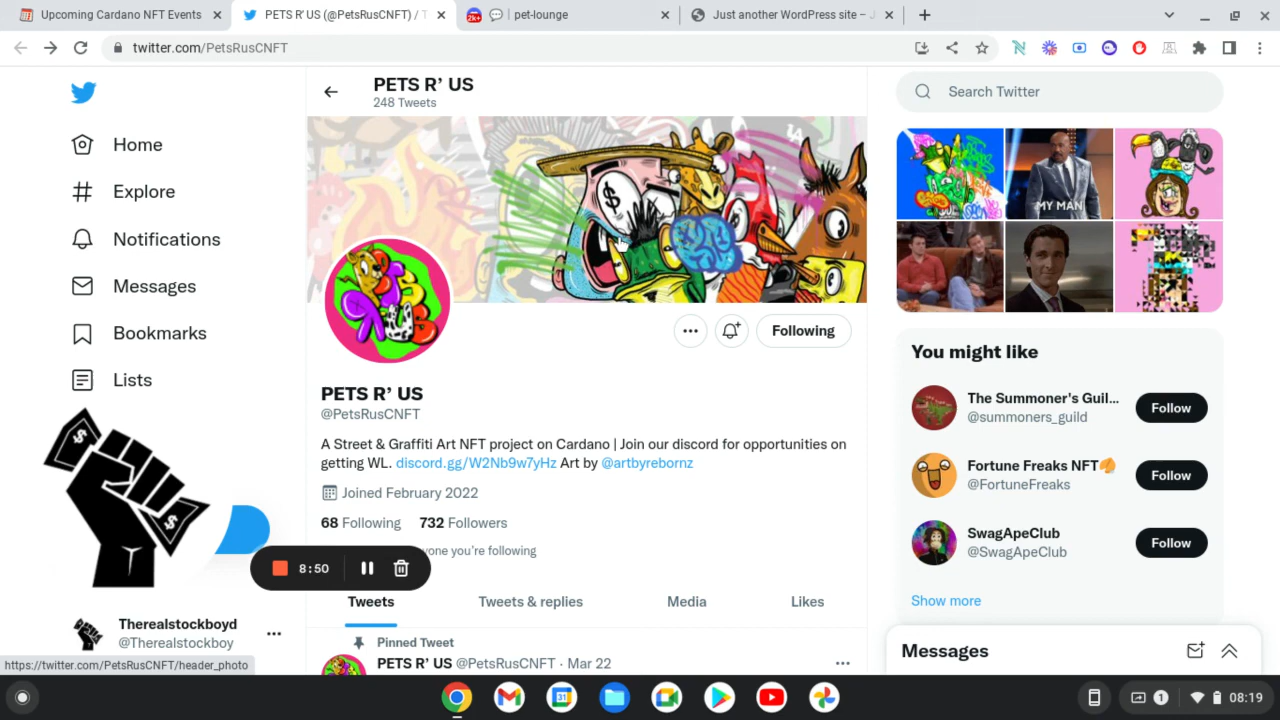 Upcoming Cardano NFT Events
PETS R' US (@PetsRusCNFT) / T
2k+
pet-lounge
Just another WordPress site –
twitter.com/PetsRusCNFT
PETS R' US
248 Tweets
Search Twitter
Home
Explore
Notifications
Messages
Bookmarks
Lists
MY MAN
Following
PETS R' US
@PetsRusCNFT
A Street & Graffiti Art NFT project on Cardano | Join our discord for opportunities on
getting WL. discord.gg/W2Nb9w7yHz Art by @artbyrebornz
Joined February 2022
68 Following 732 Followers
yone you're following
8:50
Tweets
Tweets & replies
Media
Likes
Pinned Tweet
PETS R' US @PetsRusCNFT · Mar 22
You might like
The Summoner's Guil...
@summoners_guild
Follow
Fortune Freaks NFT
@FortuneFreaks
Follow
SwagApeClub
@SwagApeClub
Follow
Show more
Messages
Therealstockboyd
@Therealstockboy
https://twitter.com/PetsRusCNFT/header_photo
31
1
08:19